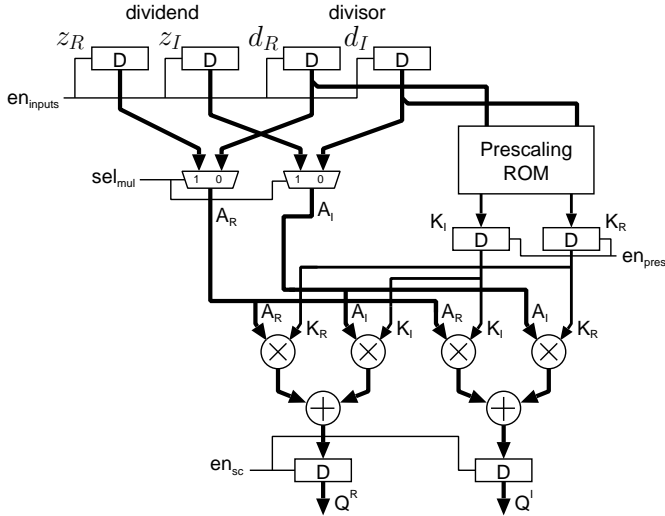 dividend divisor
z_R z_I d_R d_I
D D D D
en_inputs
Prescaling
ROM
sel_mul 1 0 1 0
A_R A_I K_I K_R
D D
en_pres
A_R K_R A_I K_I A_R K_I A_I K_R
× × × ×
+ +
en_sc D D
Q^R Q^I